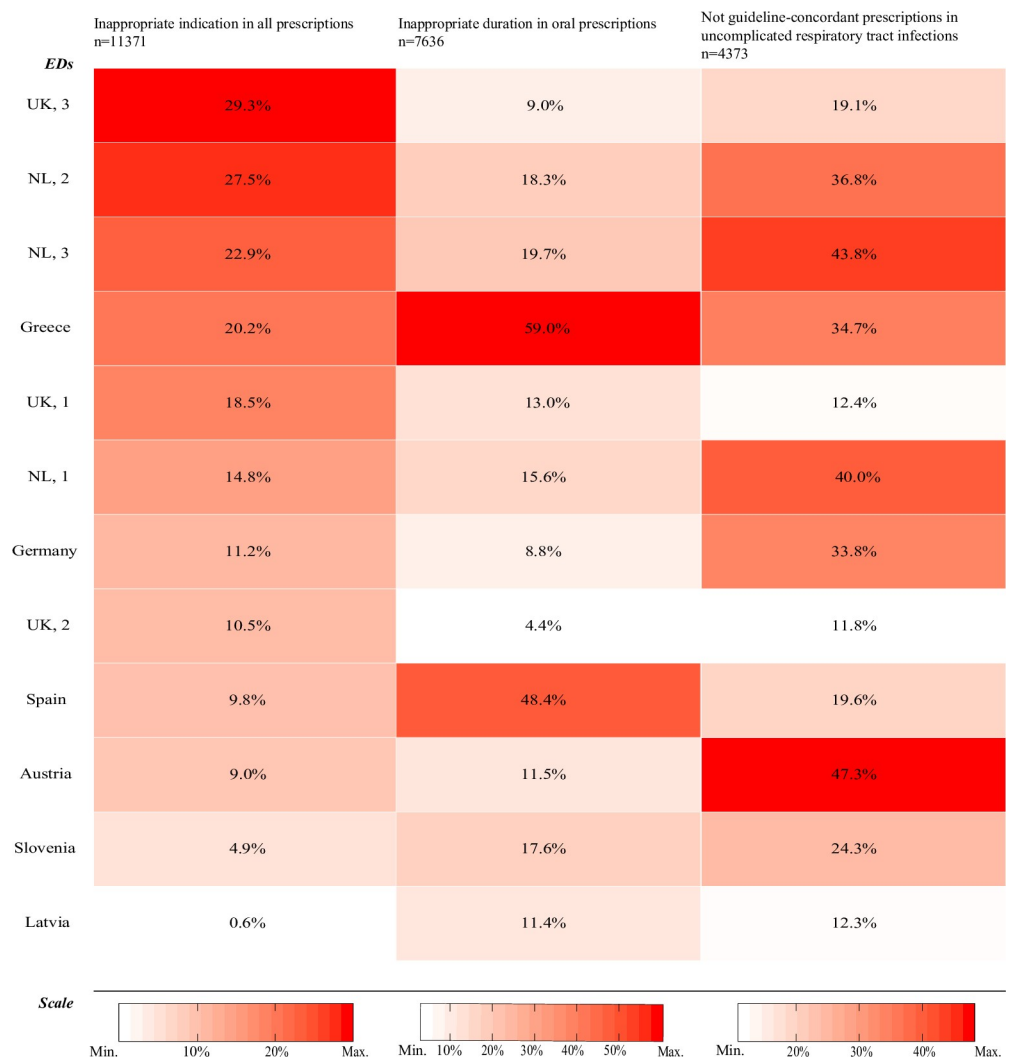 Inappropriate indication in all prescriptions
n=11371
Inappropriate duration in oral prescriptions
n=7636
Not guideline-concordant prescriptions in
uncomplicated respiratory tract infections
n=4373
EDs
UK, 3 29.3% 9.0% 19.1%
NL, 2 27.5% 18.3% 36.8%
NL, 3 22.9% 19.7% 43.8%
Greece 20.2% 59.0% 34.7%
UK, 1 18.5% 13.0% 12.4%
NL, 1 14.8% 15.6% 40.0%
Germany 11.2% 8.8% 33.8%
UK, 2 10.5% 4.4% 11.8%
Spain 9.8% 48.4% 19.6%
Austria 9.0% 11.5% 47.3%
Slovenia 4.9% 17.6% 24.3%
Latvia 0.6% 11.4% 12.3%
Scale
Min. 10% 20% Max.
Min. 10% 20% 30% 40% 50% Max.
Min. 20% 40% Max.